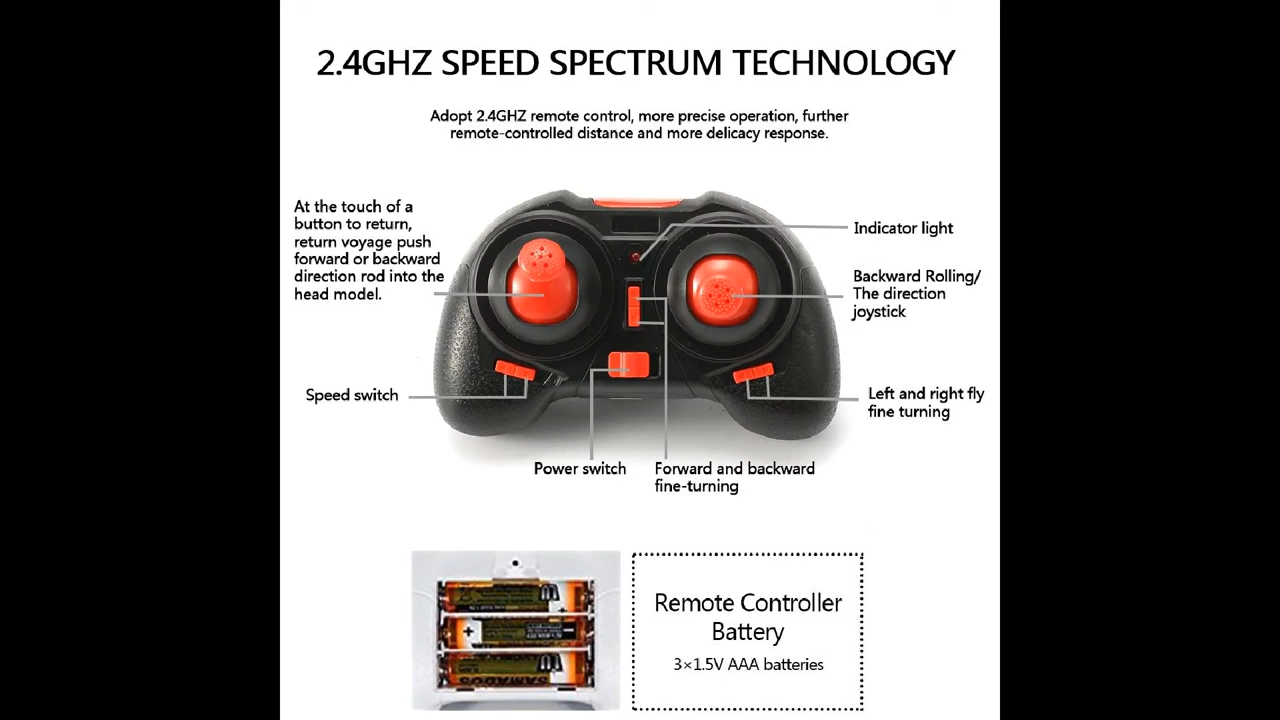 2.4GHZ SPEED SPECTRUM TECHNOLOGY
Adopt 2.4GHZ remote control, more precise operation, further
remote-controlled distance and more delicacy response.
At the touch of a
button to return,
return voyage push
forward or backward
direction rod into the
head model.
Indicator light
Backward Rolling/
The direction
joystick
Speed switch
Left and right fly
fine turning
Power switch
Forward and backward
fine-turning
Remote Controller
Battery
3×1.5V AAA batteries